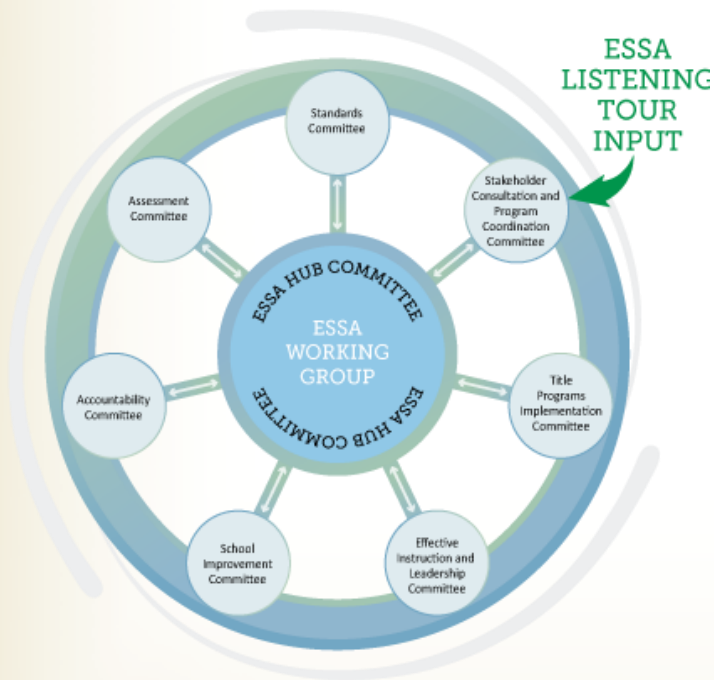 ESSA
LISTENING
TOUR
INPUT
Standards
Committee
Stakeholder
Consultation and
Program
Coordination
Committee
Assessment
Committee
ESSA HUB COMMITTEE
ESSA
WORKING
GROUP
ESSA HUB COMMITTEE
Title
Programs
Implementation
Committee
Accountability
Committee
Effective
Instruction and
Leadership
Committee
School
Improvement
Committee